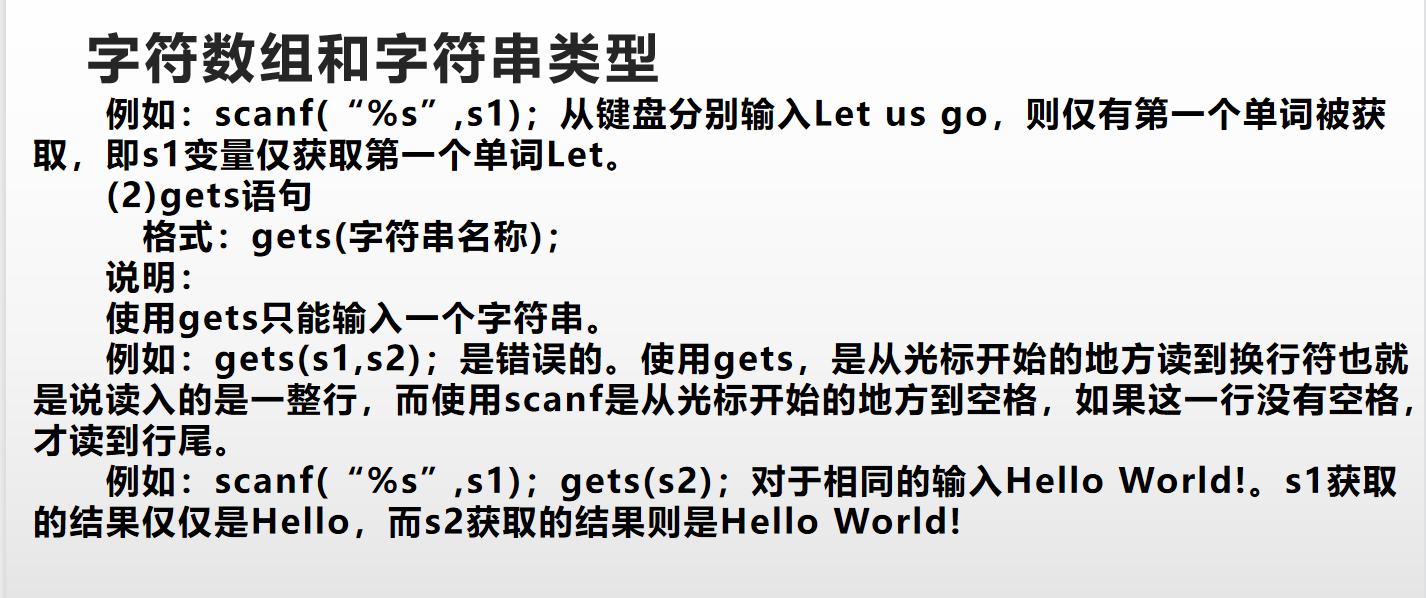 字符数组和字符串类型
例如：scanf(“%s”,s1)；从键盘分别输入Let us go，则仅有第一个单词被获
取，即s1变量仅获取第一个单词Let。
(2)gets语句
格式：gets(字符串名称)；
说明：
使用gets只能输入一个字符串。
例如：gets(s1,s2)；是错误的。使用gets，是从光标开始的地方读到换行符也就
是说读入的是一整行，而使用scanf是从光标开始的地方到空格，如果这一行没有空格，
才读到行尾。
例如：scanf(“%s”,s1)；gets(s2)；对于相同的输入Hello World!。s1获取
的结果仅仅是Hello，而s2获取的结果则是Hello World!